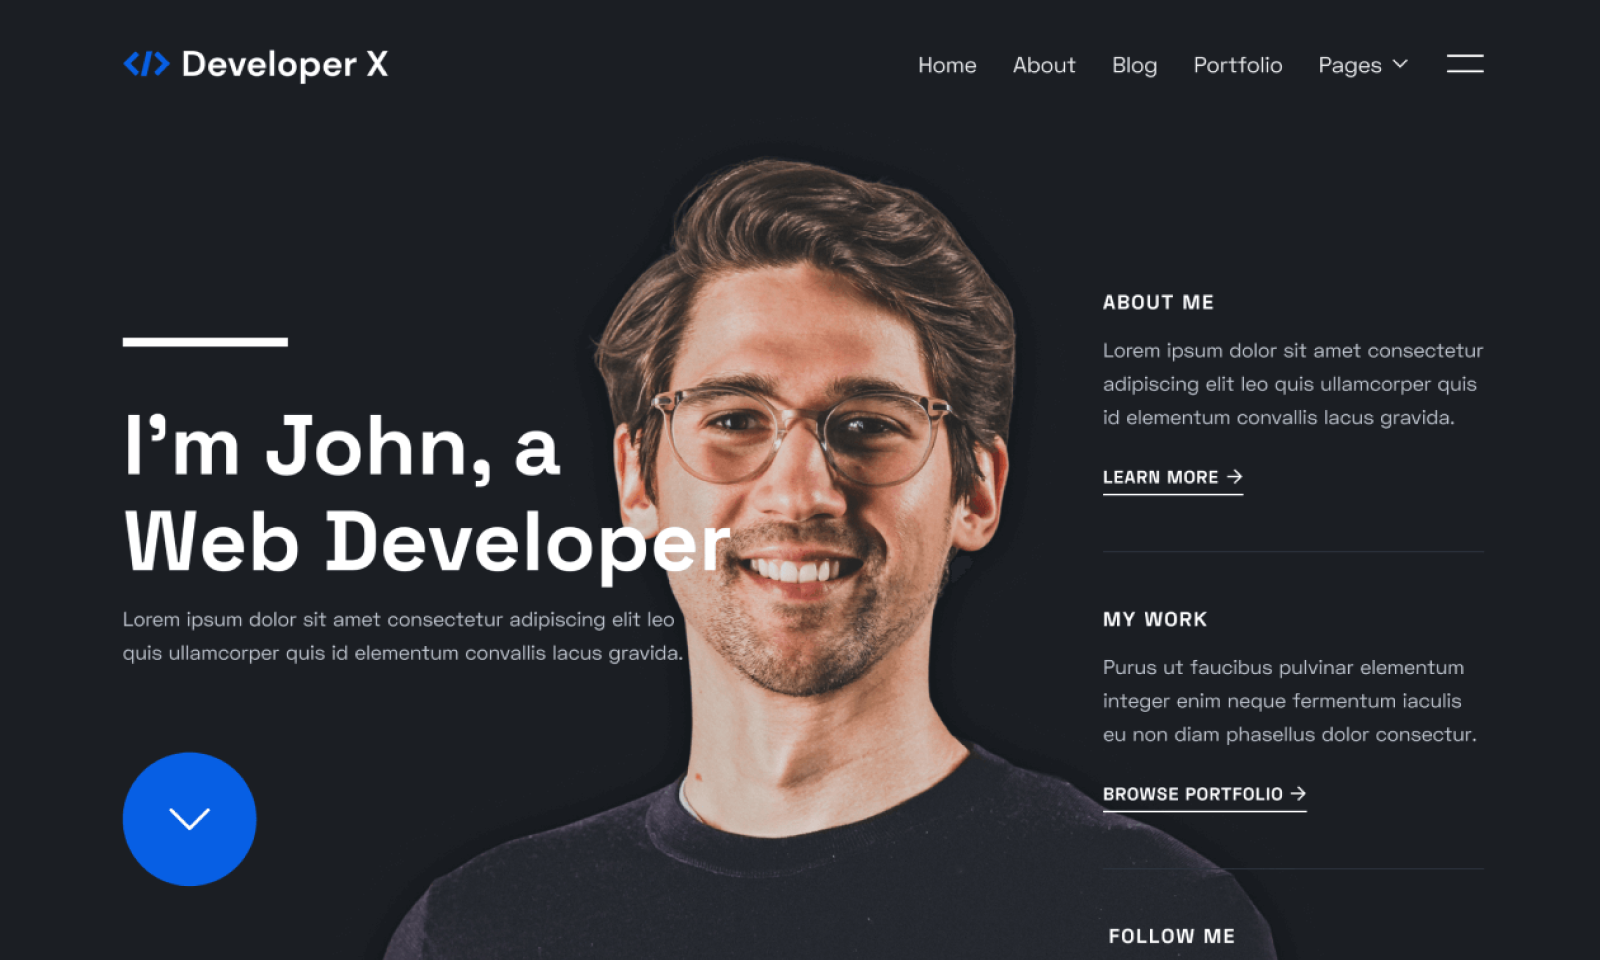 </> Developer X
Home About Blog Portfolio Pages
I'm John, a
Web Developer
Lorem ipsum dolor sit amet consectetur adipiscing elit leo
quis ullamcorper quis id elementum convallis lacus gravida.
ABOUT ME
Lorem ipsum dolor sit amet consectetur
adipiscing elit leo quis ullamcorper quis
id elementum convallis lacus gravida.
LEARN MORE →
MY WORK
Purus ut faucibus pulvinar elementum
integer enim neque fermentum iaculis
eu non diam phasellus dolor consectur.
BROWSE PORTFOLIO →
FOLLOW ME